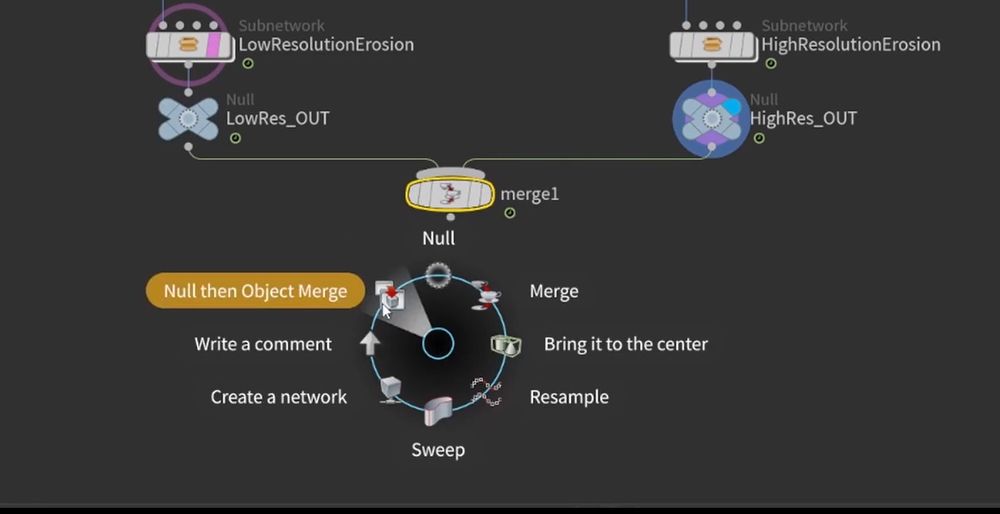 Subnetwork
LowResolutionErosion
Subnetwork
HighResolutionErosion
Null
LowRes_OUT
Null
HighRes_OUT
merge1
Null
Null then Object Merge
Merge
Write a comment
Bring it to the center
Create a network
Resample
Sweep